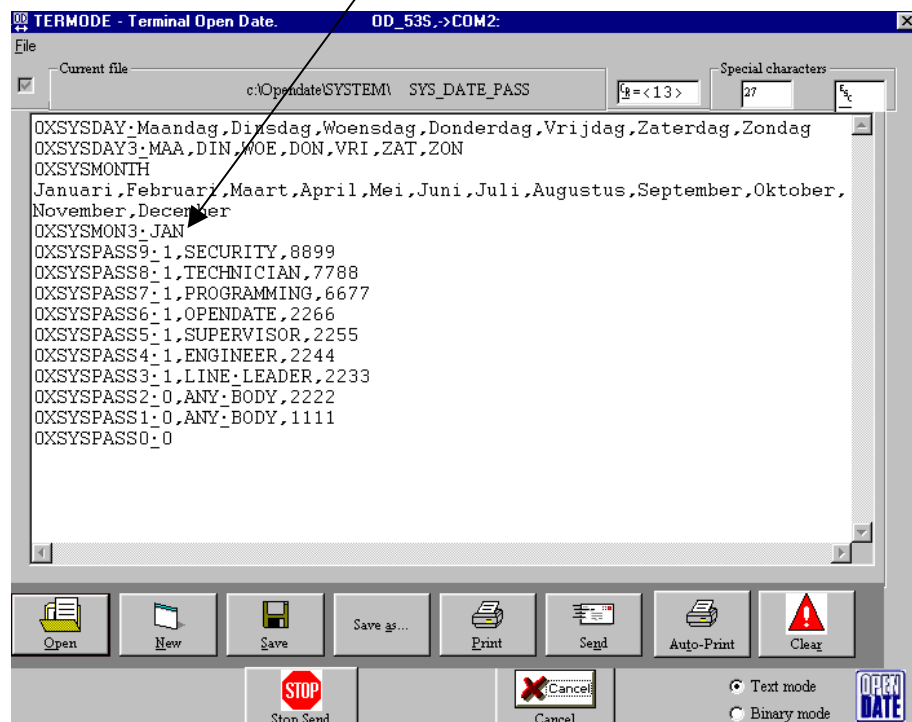 TERMODE - Terminal Open Date. OD_53S,->COM2:
File
Current file
Special characters
c:\Opendate\SYSTEM\ SYS_DATE_PASS
CR=<13>
27
ESC
0XSYSDAY·Maandag,Dinsdag,Woensdag,Donderdag,Vrijdag,Zaterdag,Zondag
0XSYSDAY3·MAA,DIN,WOE,DON,VRI,ZAT,ZON
0XSYSMONTH
Januari,Februari,Maart,April,Mei,Juni,Juli,Augustus,September,Oktober,
November,December
0XSYSMON3·JAN
0XSYSPASS9·1,SECURITY,8899
0XSYSPASS8·1,TECHNICIAN,7788
0XSYSPASS7·1,PROGRAMMING,6677
0XSYSPASS6·1,OPENDATE,2266
0XSYSPASS5·1,SUPERVISOR,2255
0XSYSPASS4·1,ENGINEER,2244
0XSYSPASS3·1,LINE·LEADER,2233
0XSYSPASS2·0,ANY·BODY,2222
0XSYSPASS1·0,ANY·BODY,1111
0XSYSPASS0·0
Open New Save Save as... Print Send Auto-Print Clear
STOP
Stop Send
Cancel
Cancel
Text mode
Binary mode
OPEN
DATE